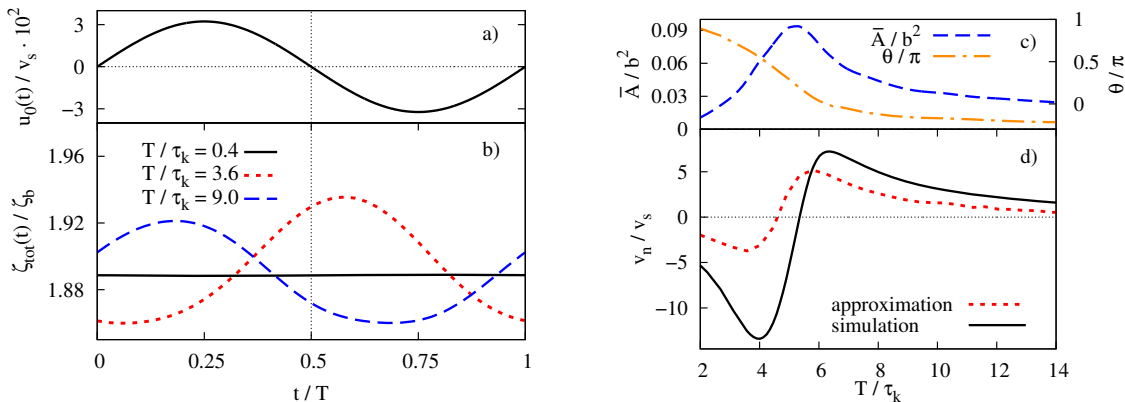 u₀(t) / vₛ · 10²
3
0
−3
a)
ζₜₒₜ(t) / ζ_b
1.96
1.92
1.88
b)
T / τₖ = 0.4
T / τₖ = 3.6
T / τₖ = 9.0
0
0.25
0.5
0.75
1
t / T
A̅ / b²
0.09
0.06
0.03
0
c)
A̅ / b²
θ / π
1
0.5
0
θ / π
vₙ / vₛ
5
0
−5
−10
d)
approximation
simulation
2
4
6
8
10
12
14
T / τₖ